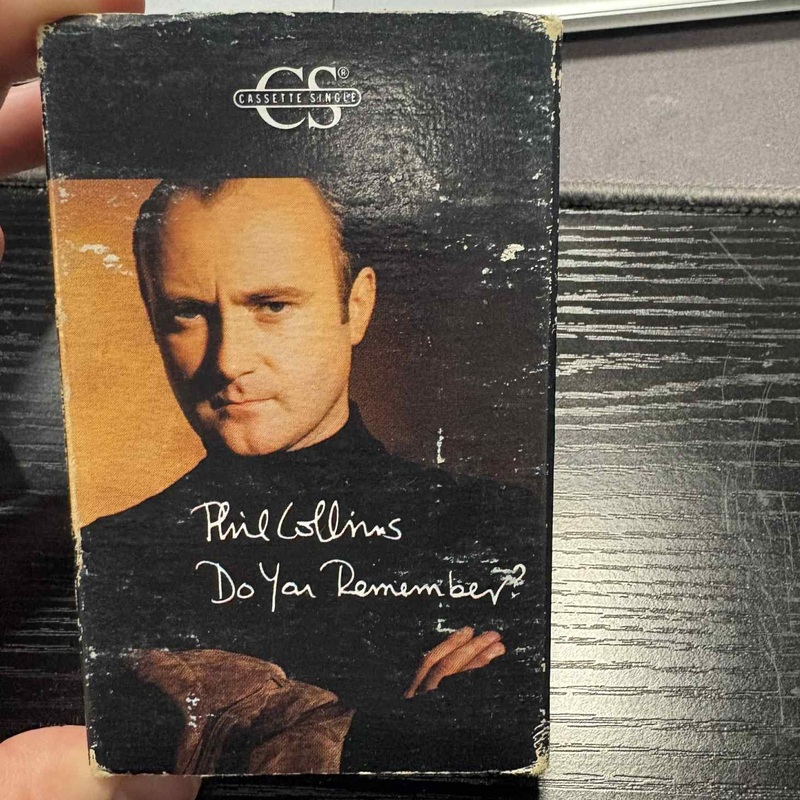 CS®
CASSETTE SINGLE
Phil Collins
Do You Remember?